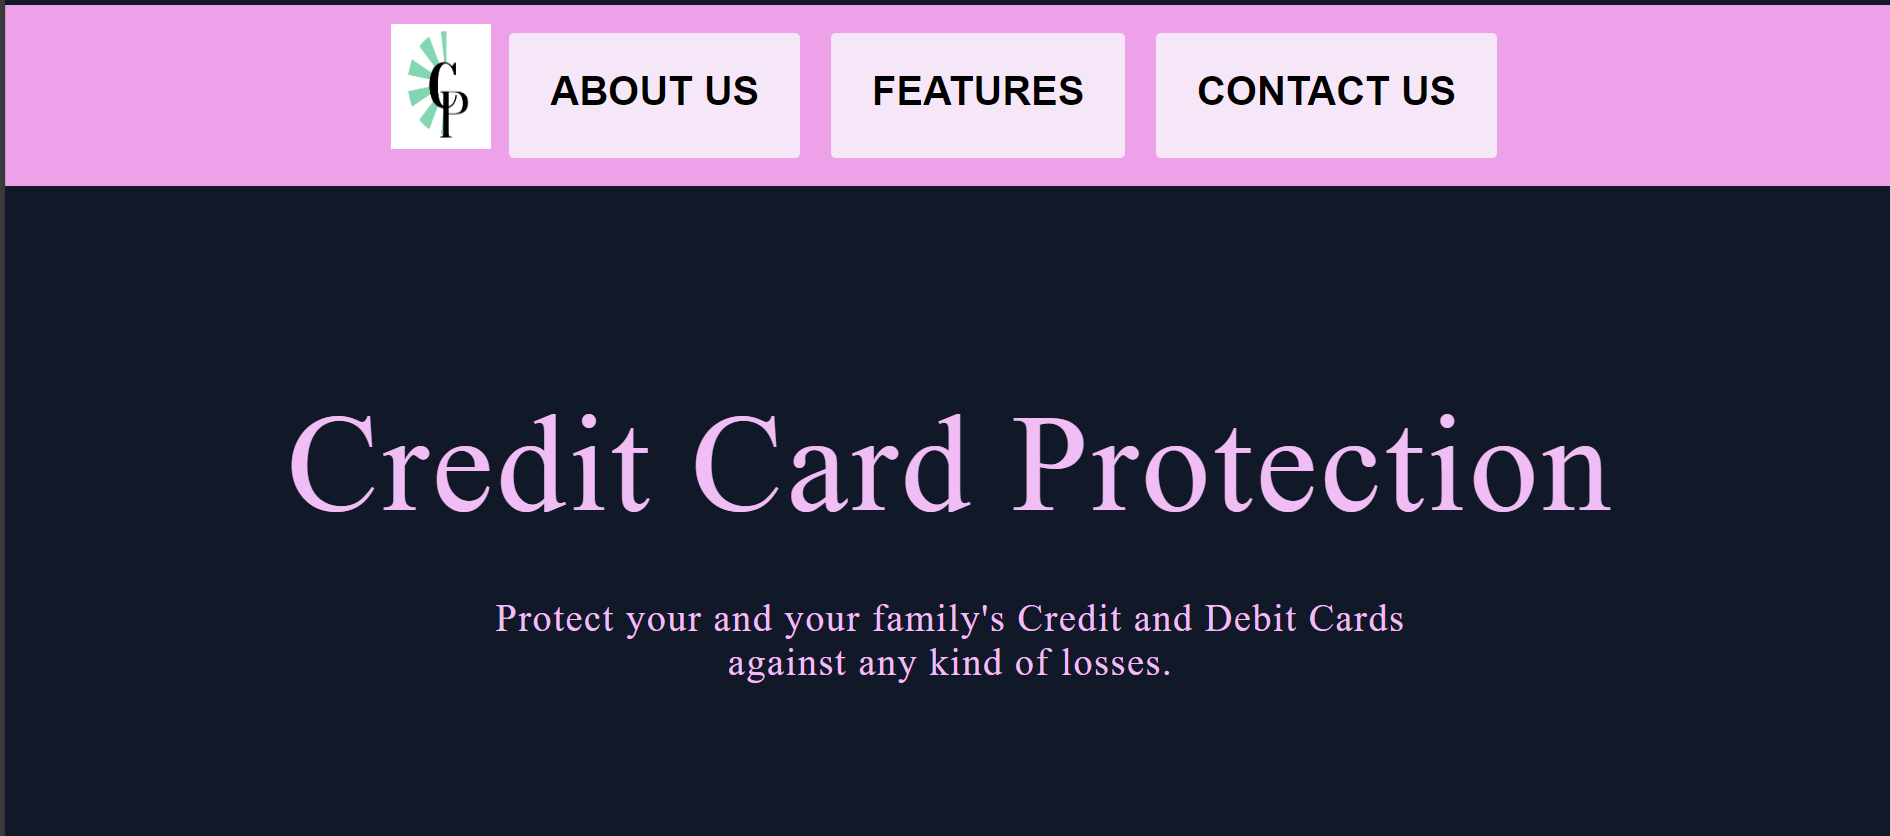 CP
ABOUT US
FEATURES
CONTACT US
Credit Card Protection
Protect your and your family's Credit and Debit Cards
against any kind of losses.